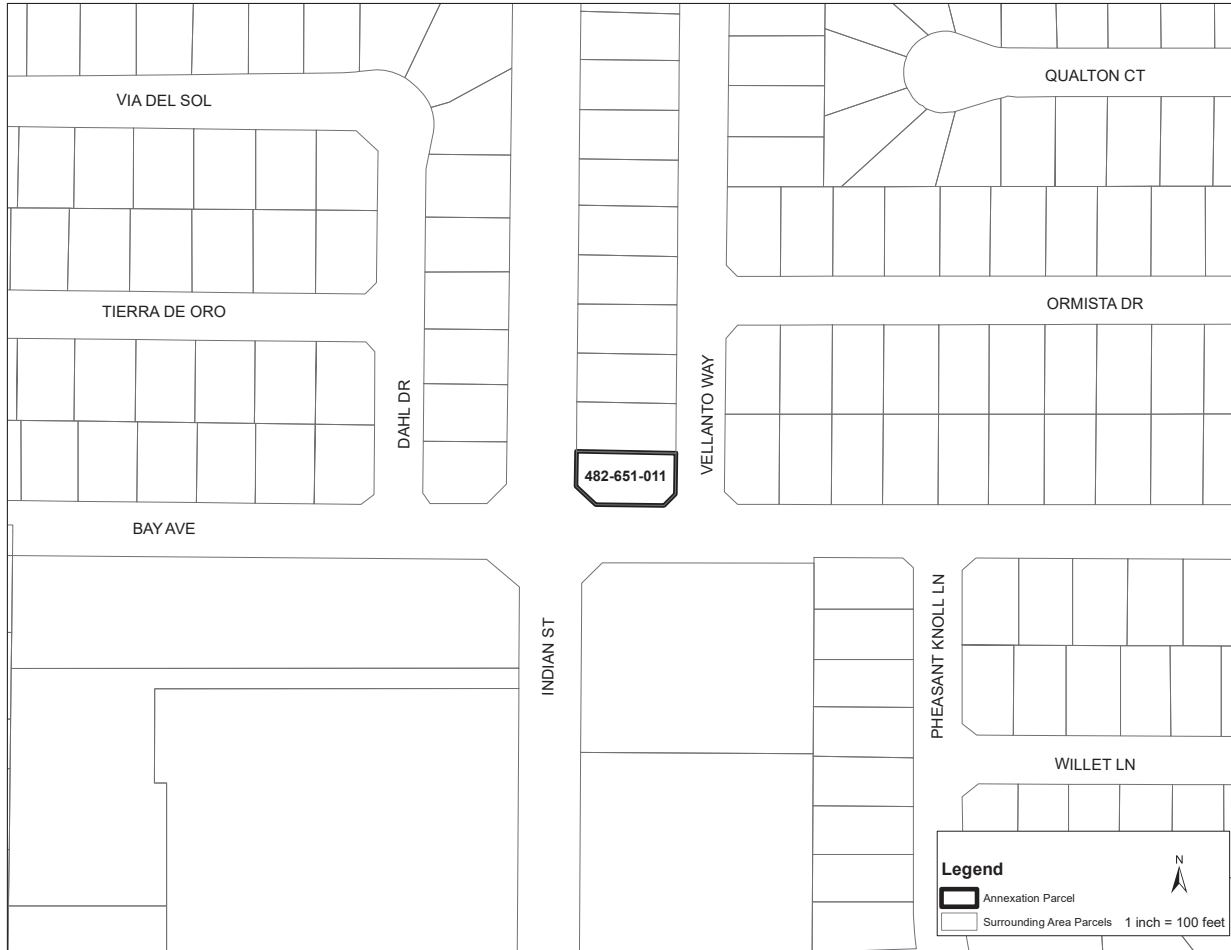 QUALTON CT
VIA DEL SOL
ORMISTA DR
TIERRA DE ORO
DAHL DR
VELLANTO WAY
482-651-011
BAY AVE
INDIAN ST
PHEASANT KNOLL LN
WILLET LN
Legend
N
Annexation Parcel
Surrounding Area Parcels 1 inch = 100 feet